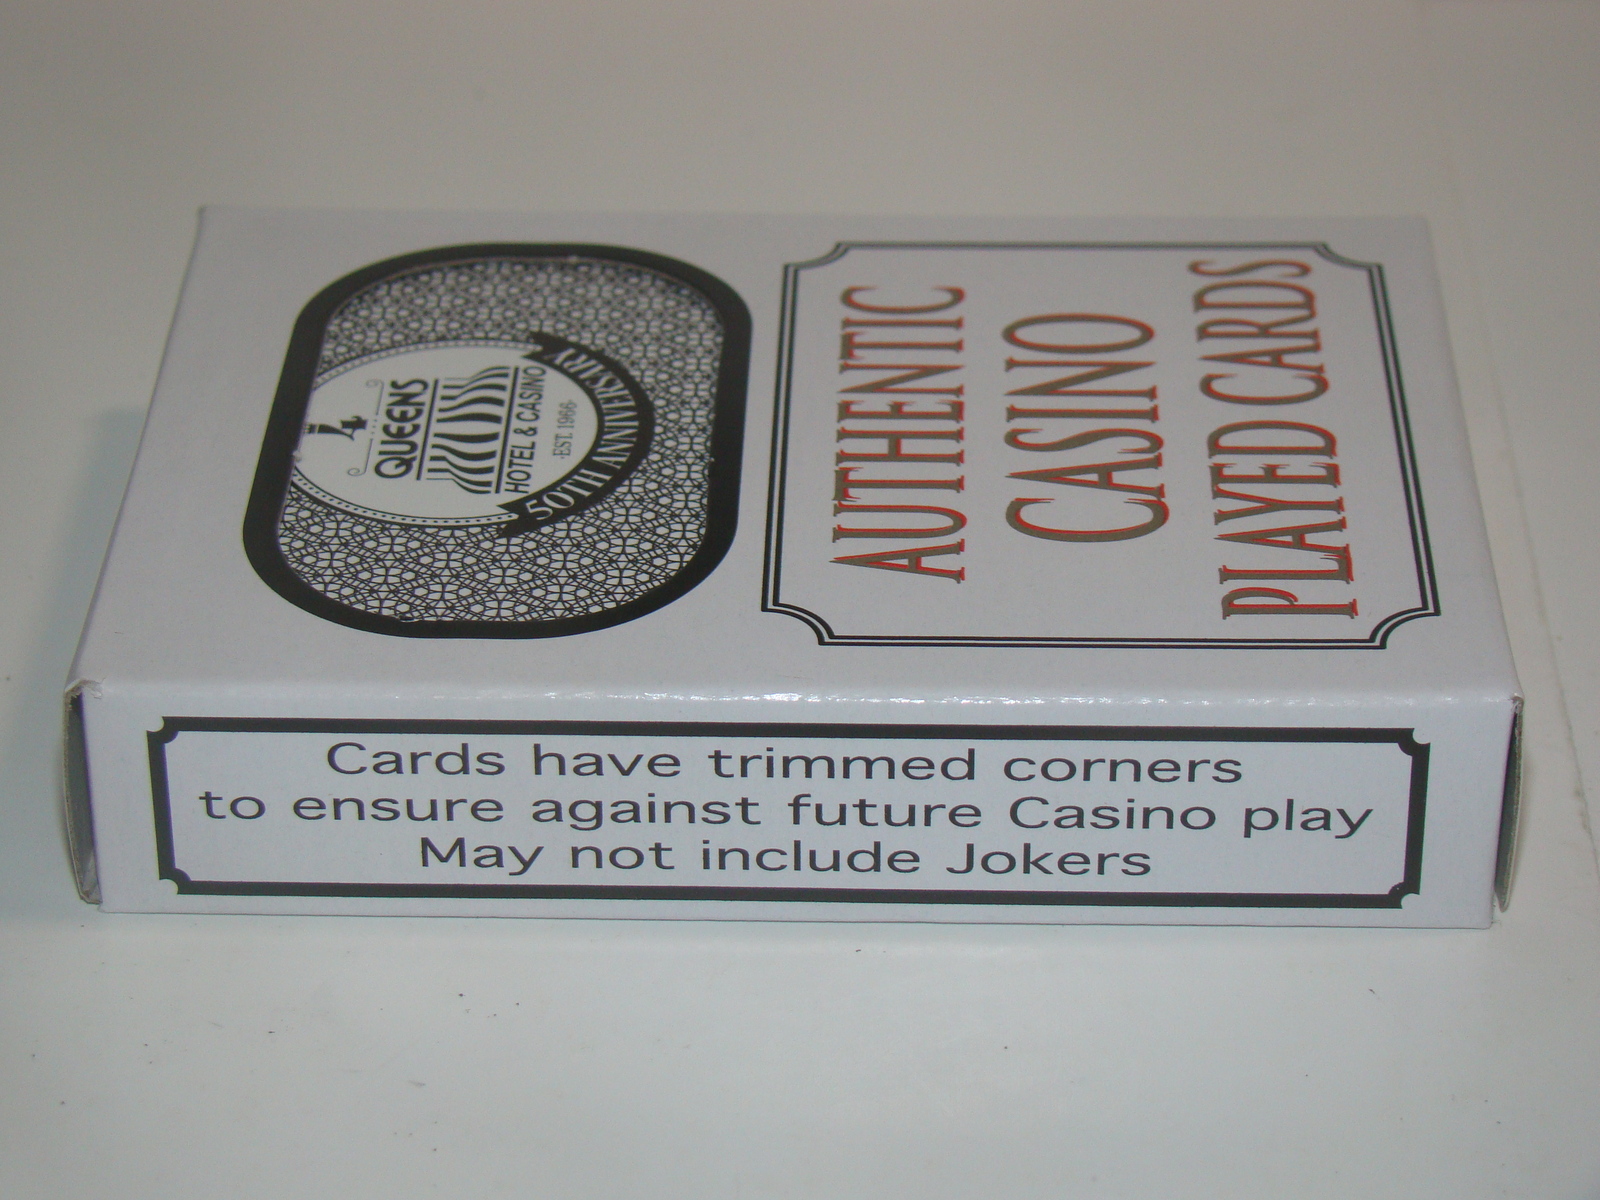 4
QUEENS
HOTEL & CASINO
·EST. 1966·
50TH ANNIVERSARY
AUTHENTIC
CASINO
PLAYED CARDS
Cards have trimmed corners
to ensure against future Casino play
May not include Jokers